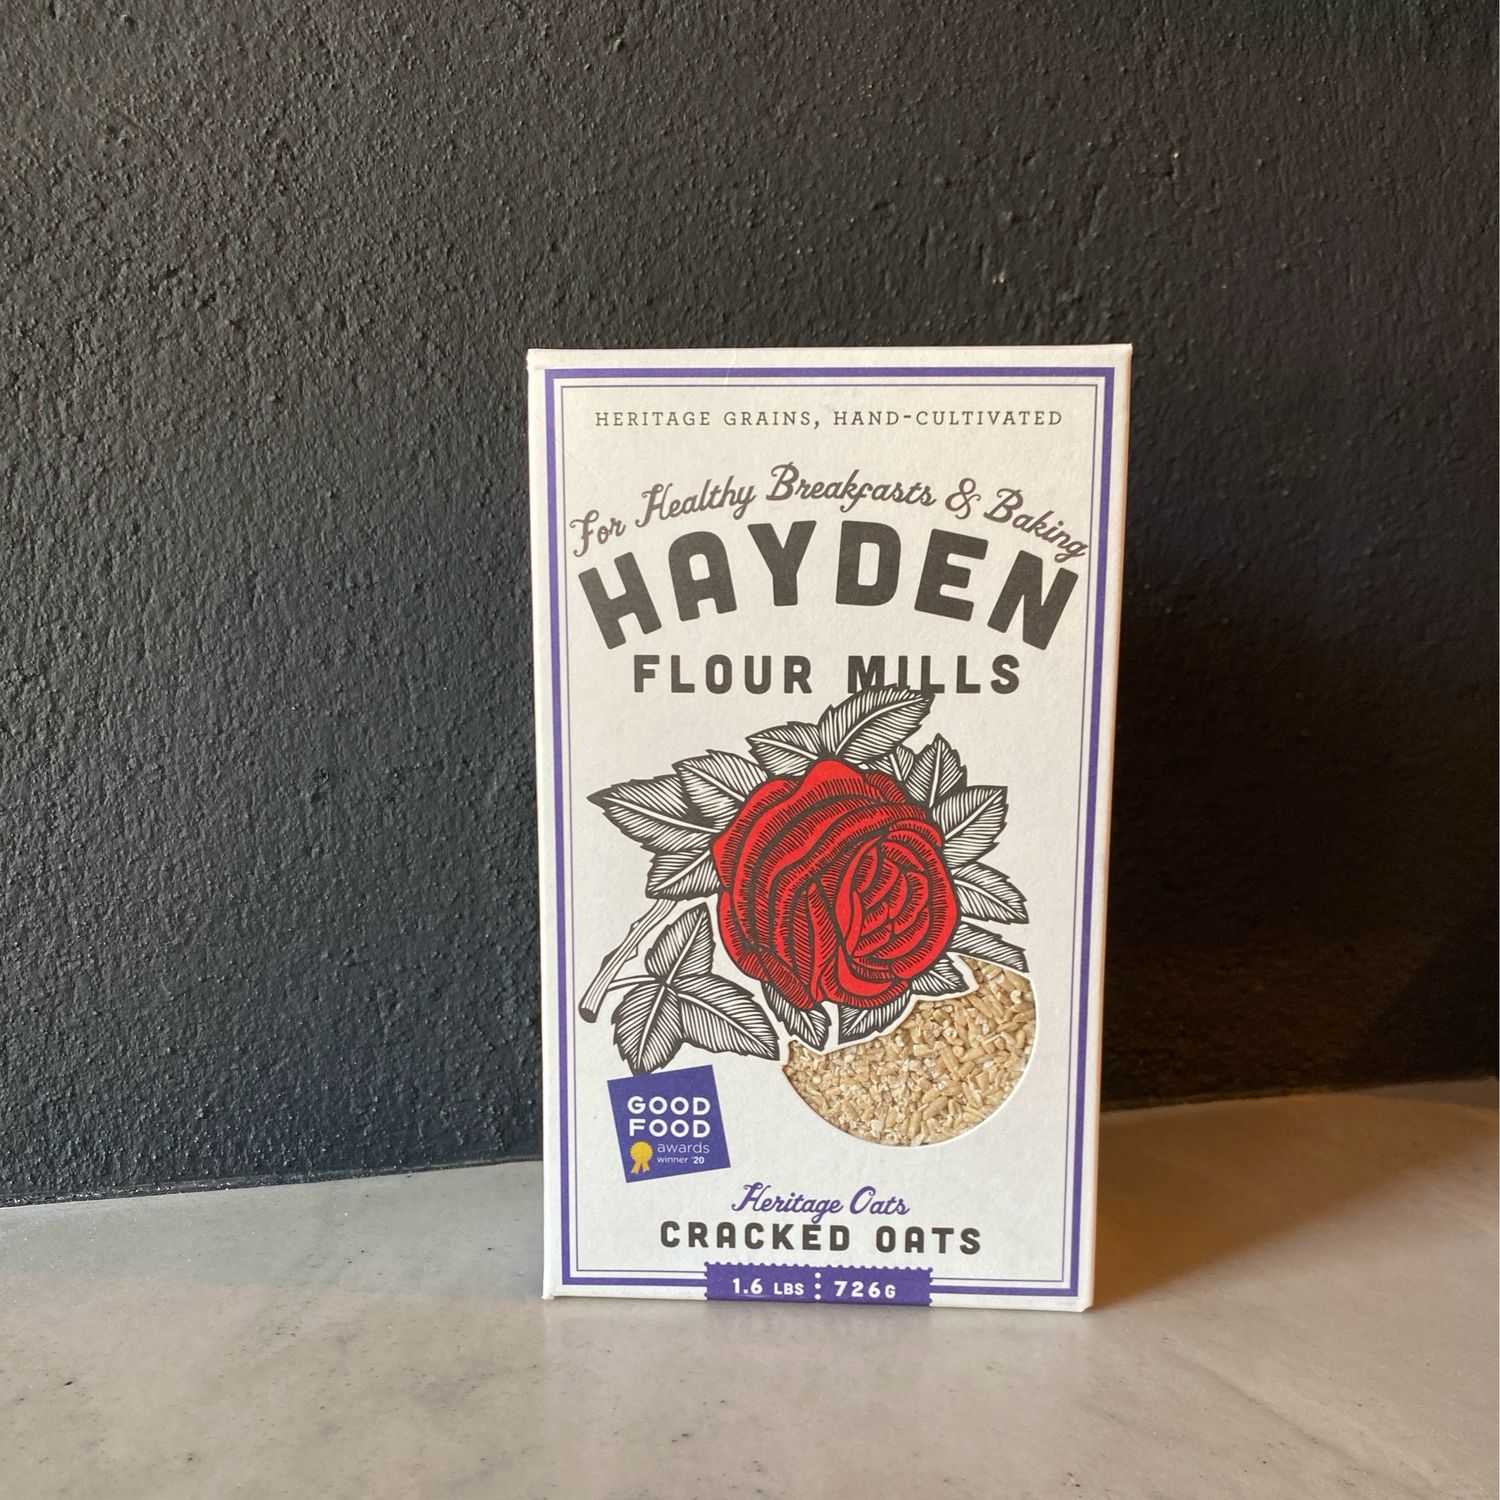 HERITAGE GRAINS, HAND-CULTIVATED
For Healthy Breakfasts & Baking
HAYDEN
FLOUR MILLS
GOOD
FOOD
awards
winner '20
Heritage Oats
CRACKED OATS
1.6 LBS 726G